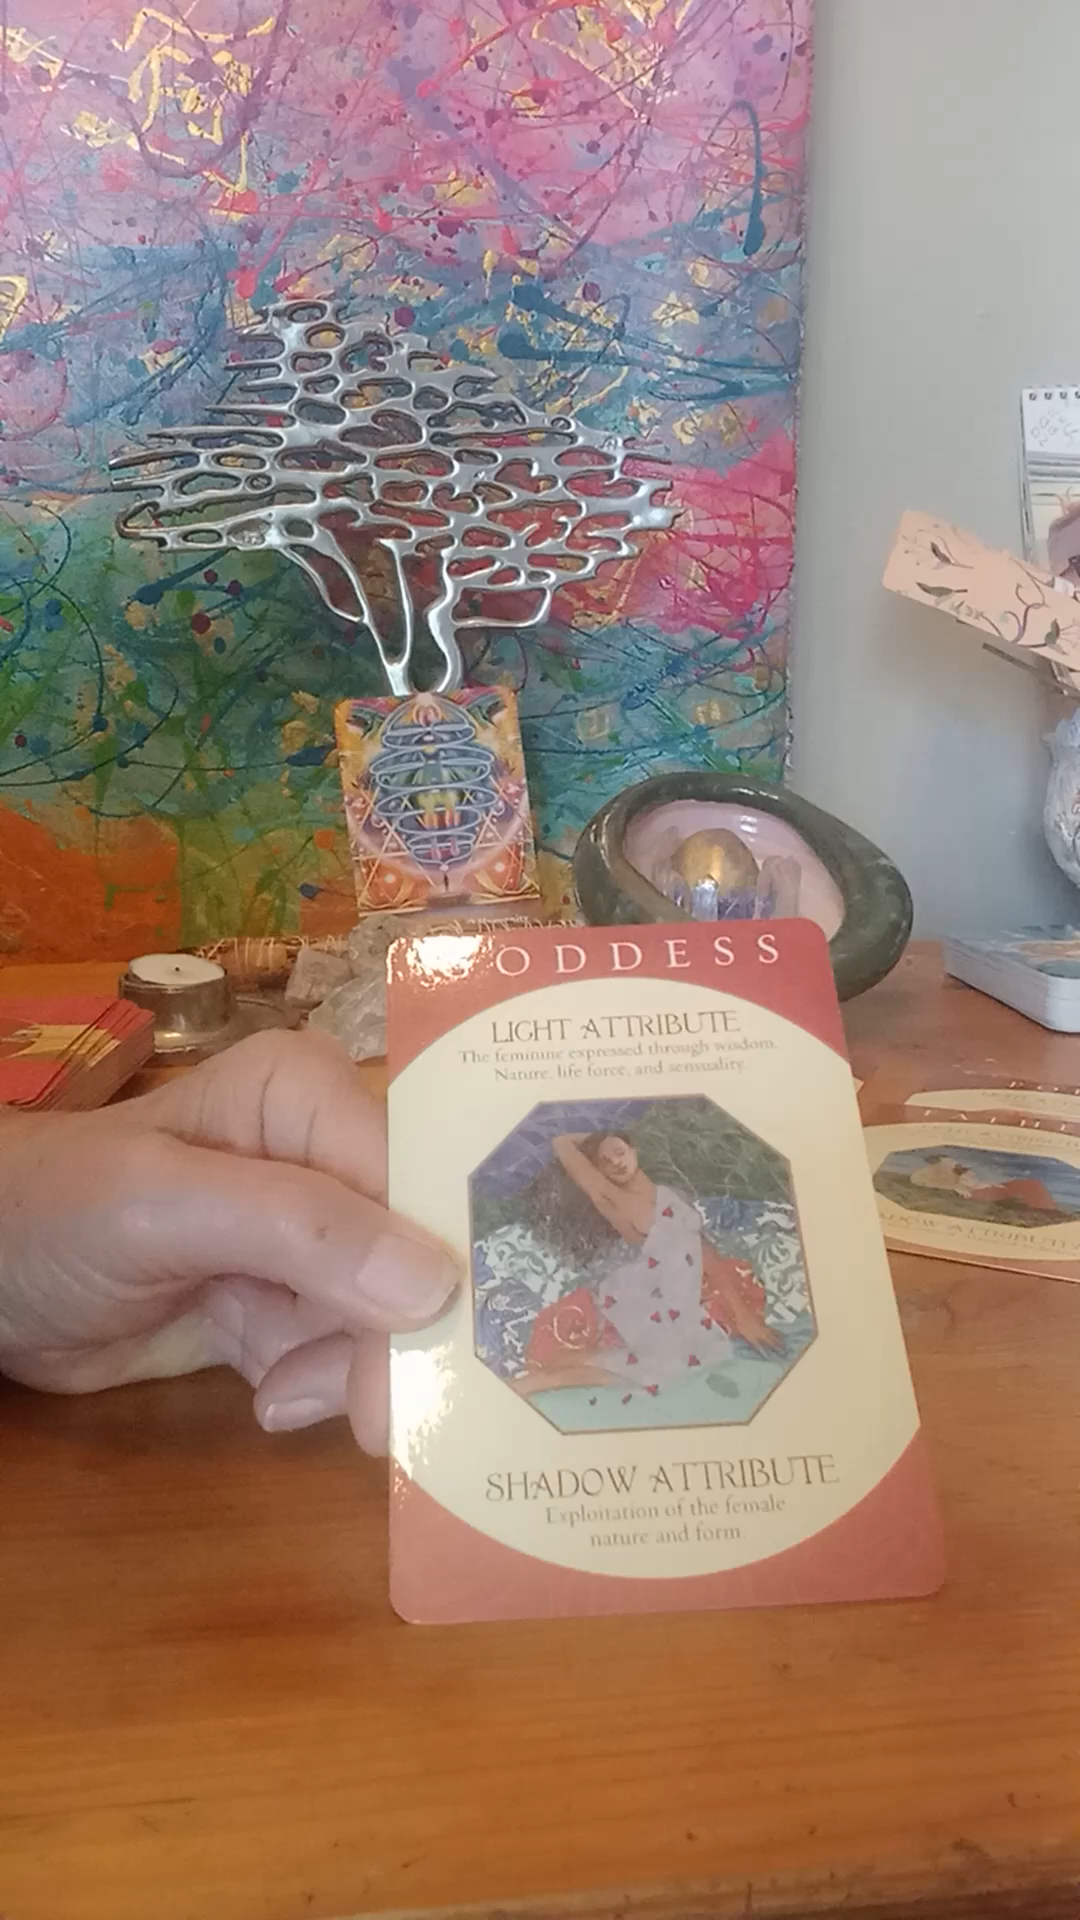 ODDESS
LIGHT ATTRIBUTE
The feminine expressed through wisdom.
Nature, life force, and sensuality.
SHADOW ATTRIBUTE
Exploitation of the female
nature and form.